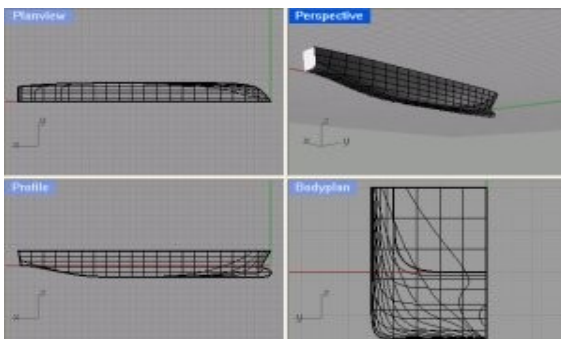 Planview
Perspective
y
x
z
x
y
Profile
Bodyplan
z
x
z
y